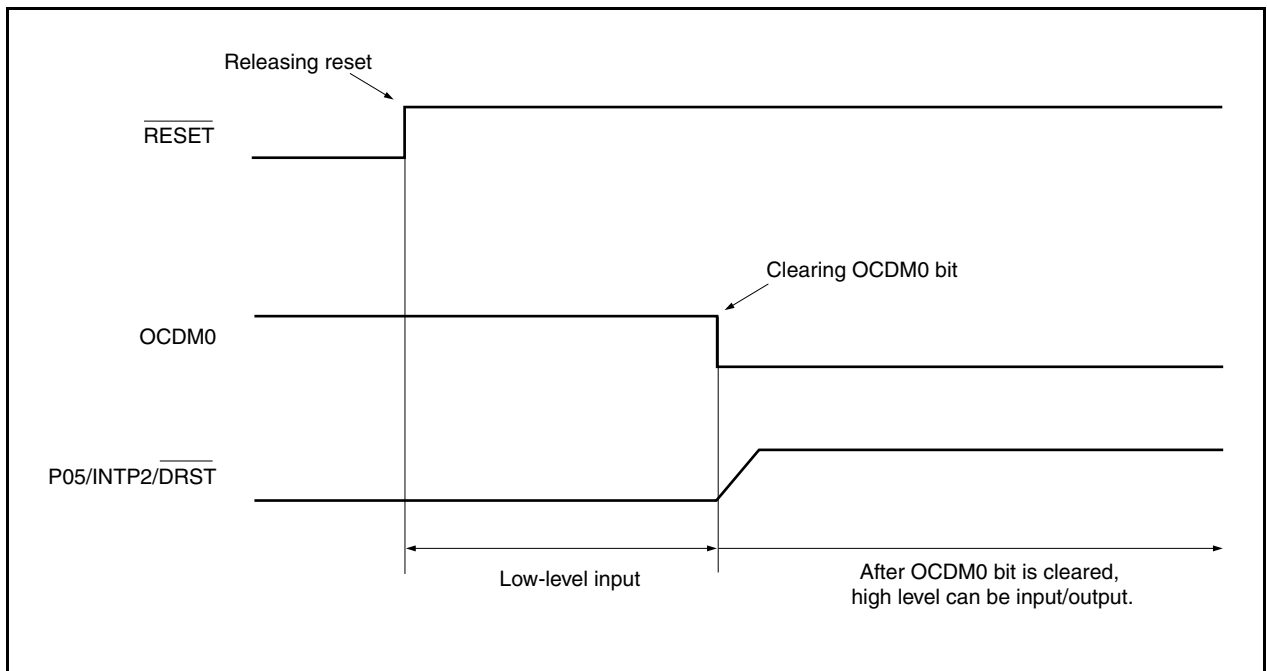 Releasing reset
RESET
Clearing OCDM0 bit
OCDM0
P05/INTP2/DRST
Low-level input
After OCDM0 bit is cleared,
high level can be input/output.